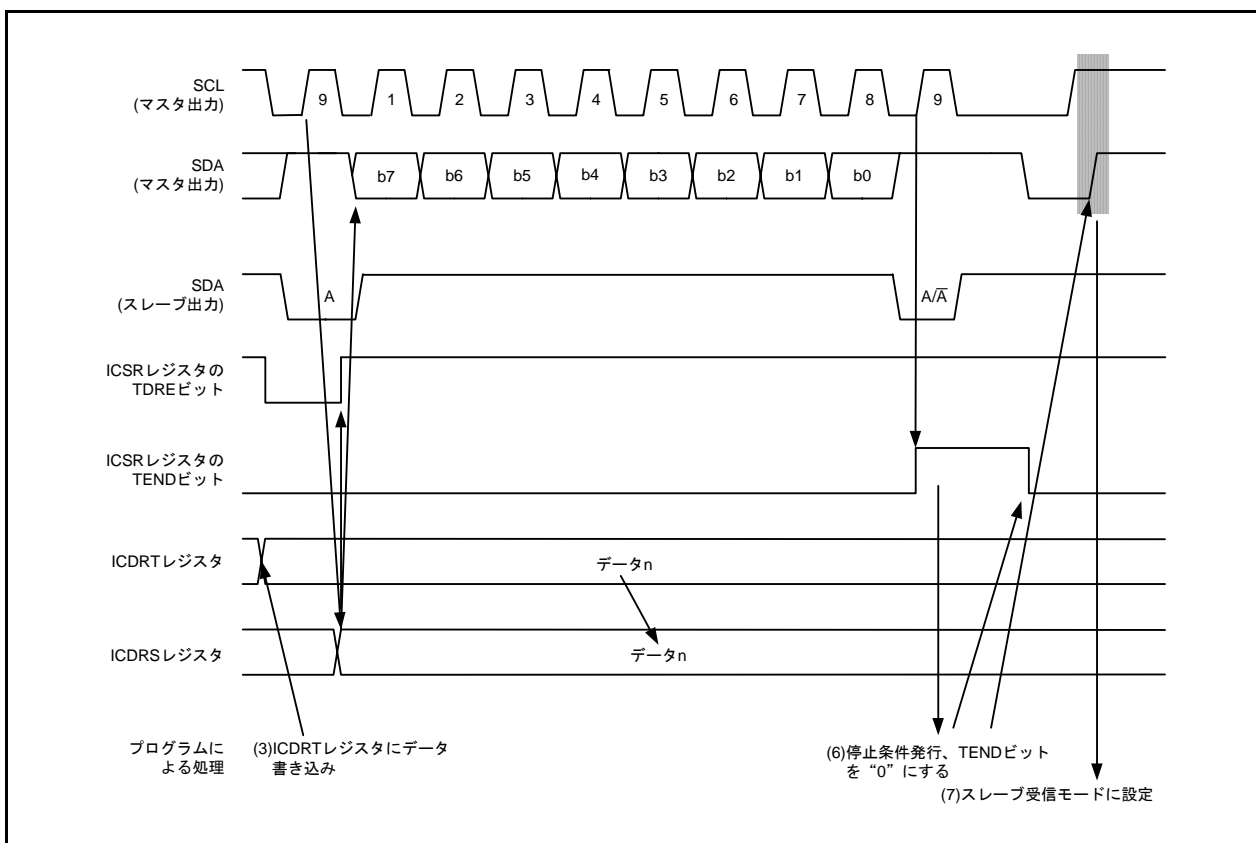 SCL
(マスタ出力)
9 1 2 3 4 5 6 7 8 9
SDA
(マスタ出力)
b7 b6 b5 b4 b3 b2 b1 b0
SDA
(スレーブ出力)
A
A/A̅
ICSRレジスタの
TDREビット
ICSRレジスタの
TENDビット
ICDRTレジスタ
データn
ICDRSレジスタ
データn
プログラムに
よる処理
(3)ICDRTレジスタにデータ
書き込み
(6)停止条件発行、TENDビット
を“0”にする
(7)スレーブ受信モードに設定